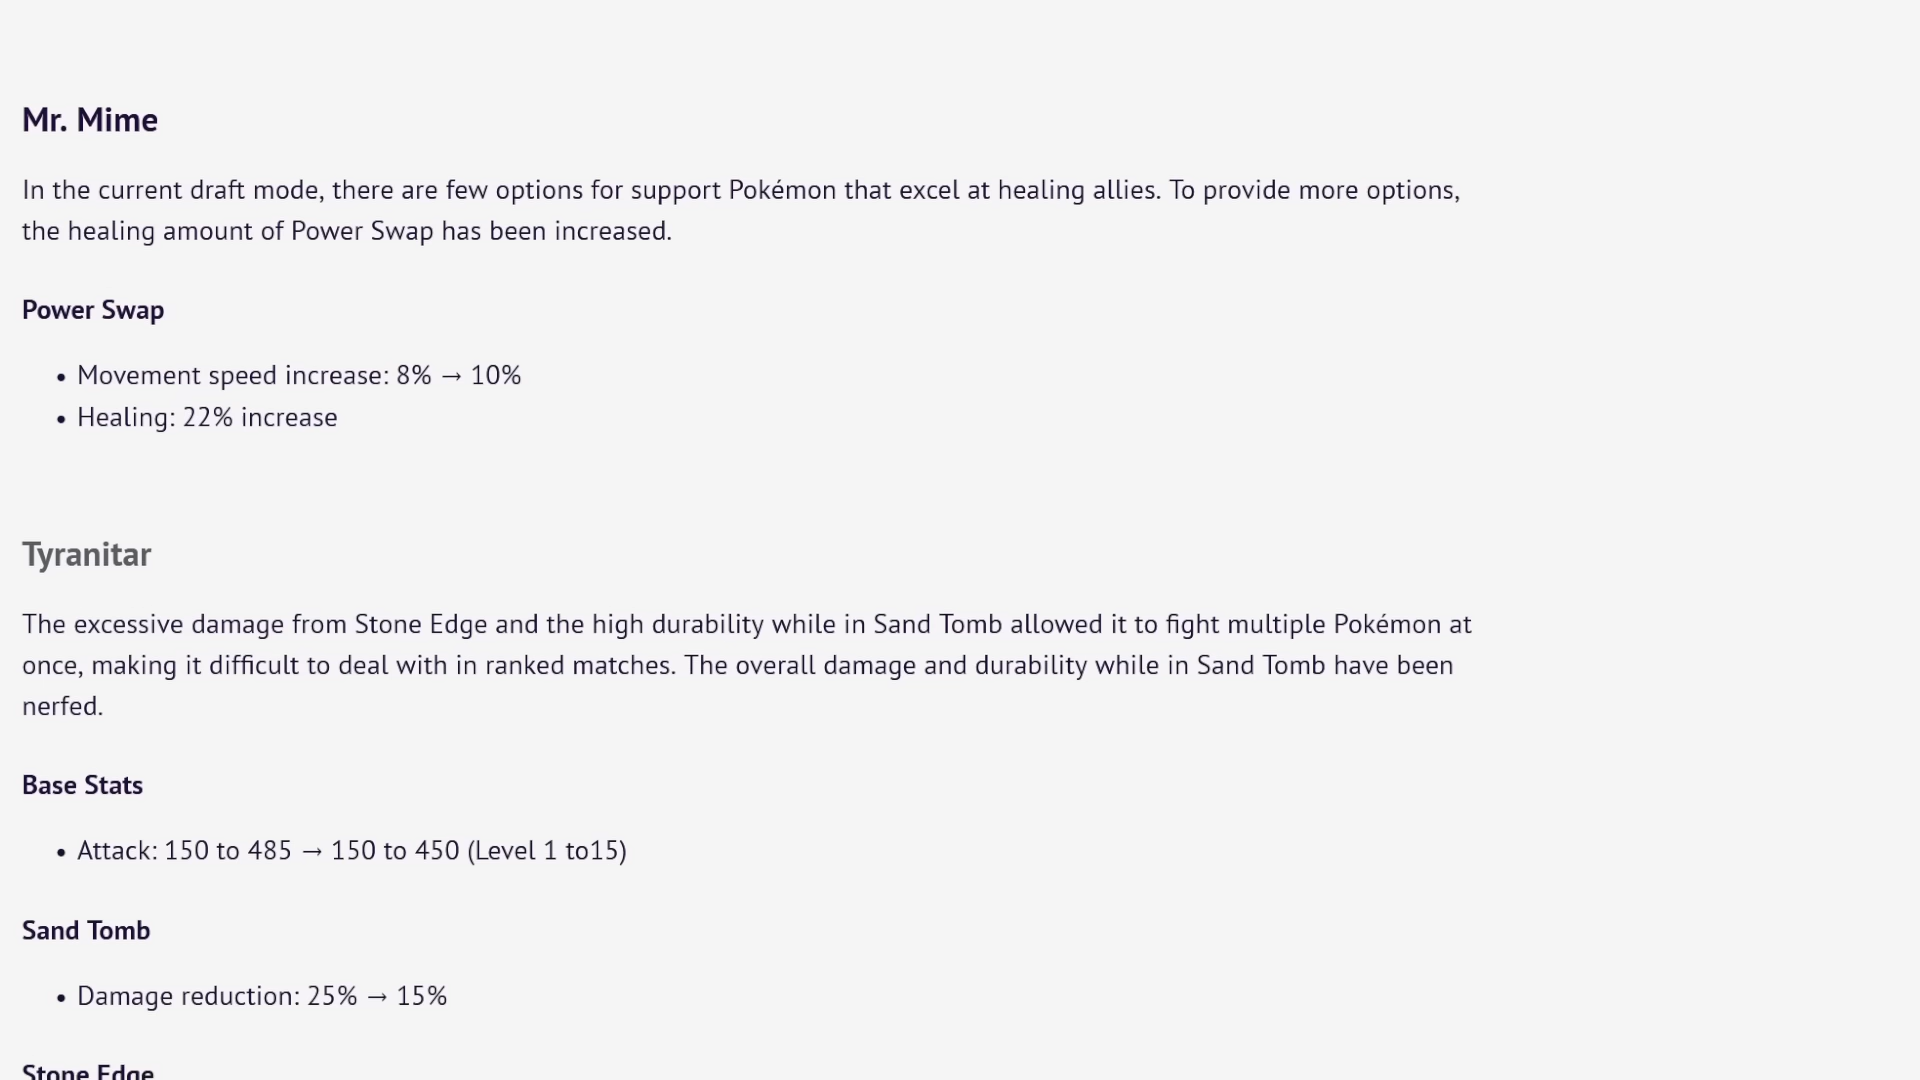 Mr. Mime
In the current draft mode, there are few options for support Pokémon that excel at healing allies. To provide more options,
the healing amount of Power Swap has been increased.
Power Swap
• Movement speed increase: 8% → 10%
• Healing: 22% increase
Tyranitar
The excessive damage from Stone Edge and the high durability while in Sand Tomb allowed it to fight multiple Pokémon at
once, making it difficult to deal with in ranked matches. The overall damage and durability while in Sand Tomb have been
nerfed.
Base Stats
• Attack: 150 to 485 → 150 to 450 (Level 1 to15)
Sand Tomb
• Damage reduction: 25% → 15%
Stone Edge